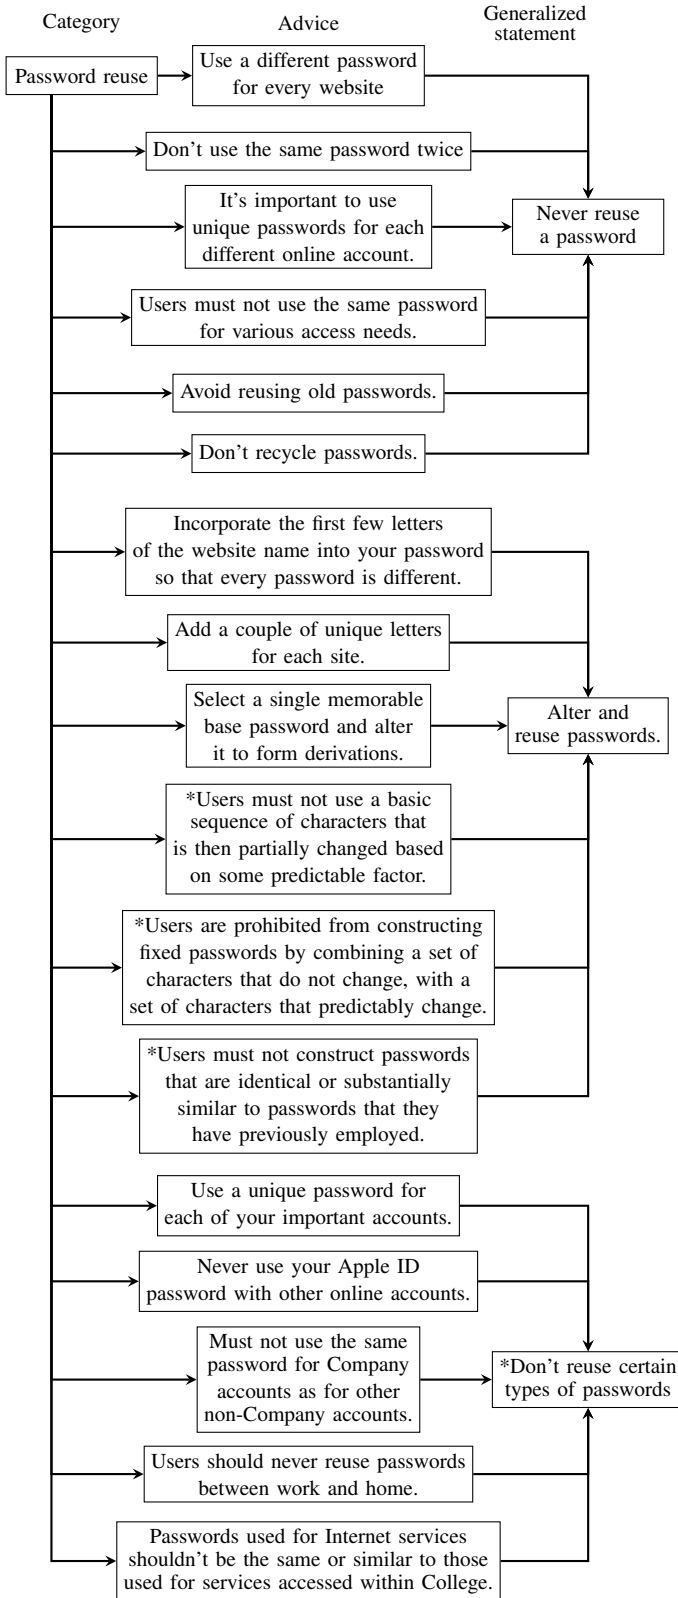 Category
Advice
Generalized
statement
Password reuse
Use a different password
for every website
Don't use the same password twice
It's important to use
unique passwords for each
different online account.
Never reuse
a password
Users must not use the same password
for various access needs.
Avoid reusing old passwords.
Don't recycle passwords.
Incorporate the first few letters
of the website name into your password
so that every password is different.
Add a couple of unique letters
for each site.
Select a single memorable
base password and alter
it to form derivations.
Alter and
reuse passwords.
*Users must not use a basic
sequence of characters that
is then partially changed based
on some predictable factor.
*Users are prohibited from constructing
fixed passwords by combining a set of
characters that do not change, with a
set of characters that predictably change.
*Users must not construct passwords
that are identical or substantially
similar to passwords that they
have previously employed.
Use a unique password for
each of your important accounts.
Never use your Apple ID
password with other online accounts.
Must not use the same
password for Company
accounts as for other
non-Company accounts.
*Don't reuse certain
types of passwords
Users should never reuse passwords
between work and home.
Passwords used for Internet services
shouldn't be the same or similar to those
used for services accessed within College.